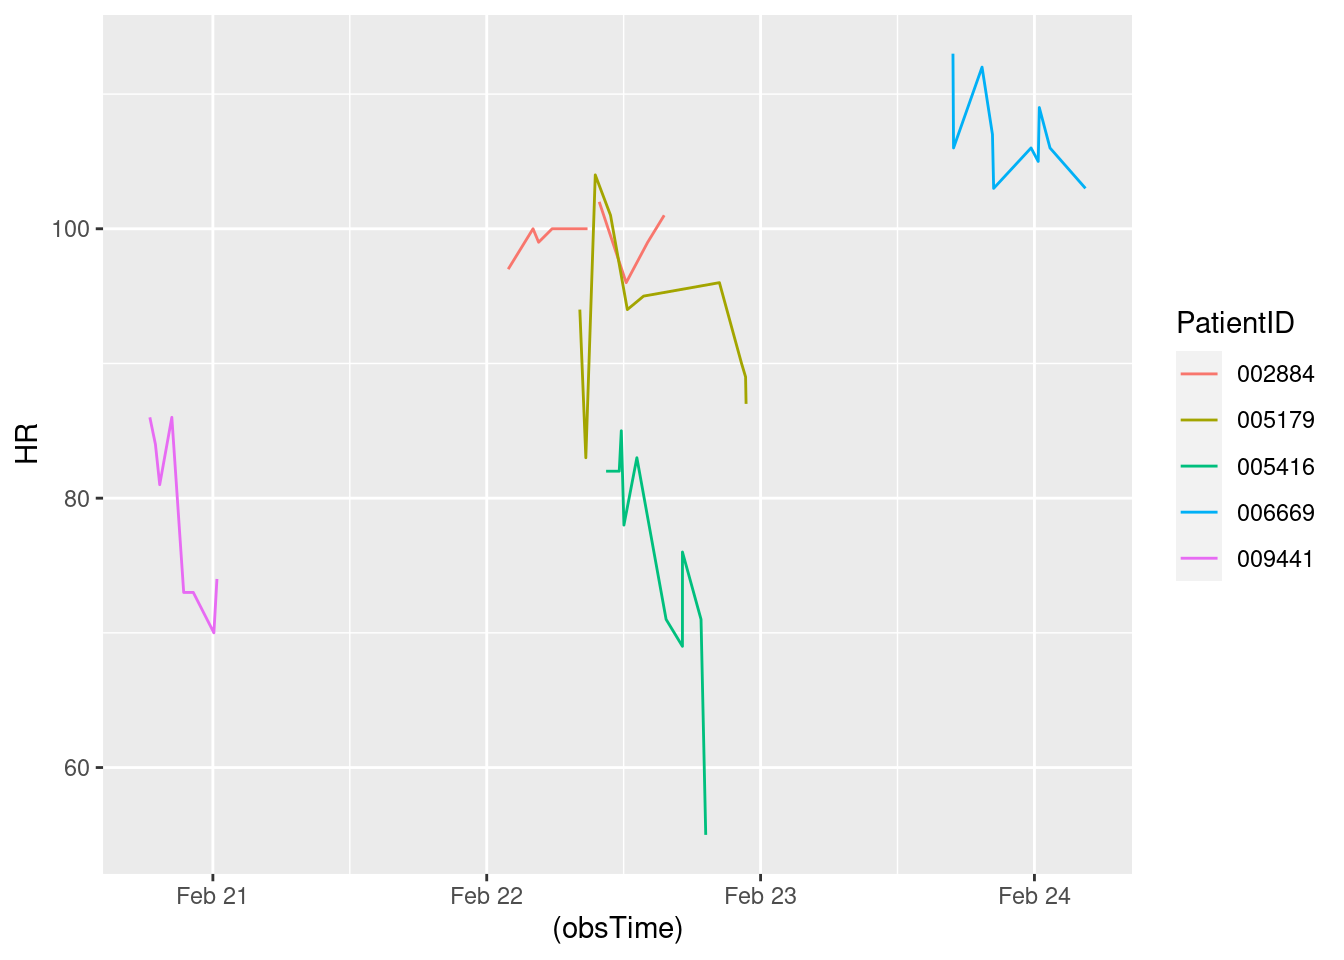 100
80
60
HR
Feb 21
Feb 22
Feb 23
Feb 24
(obsTime)
PatientID
002884
005179
005416
006669
009441